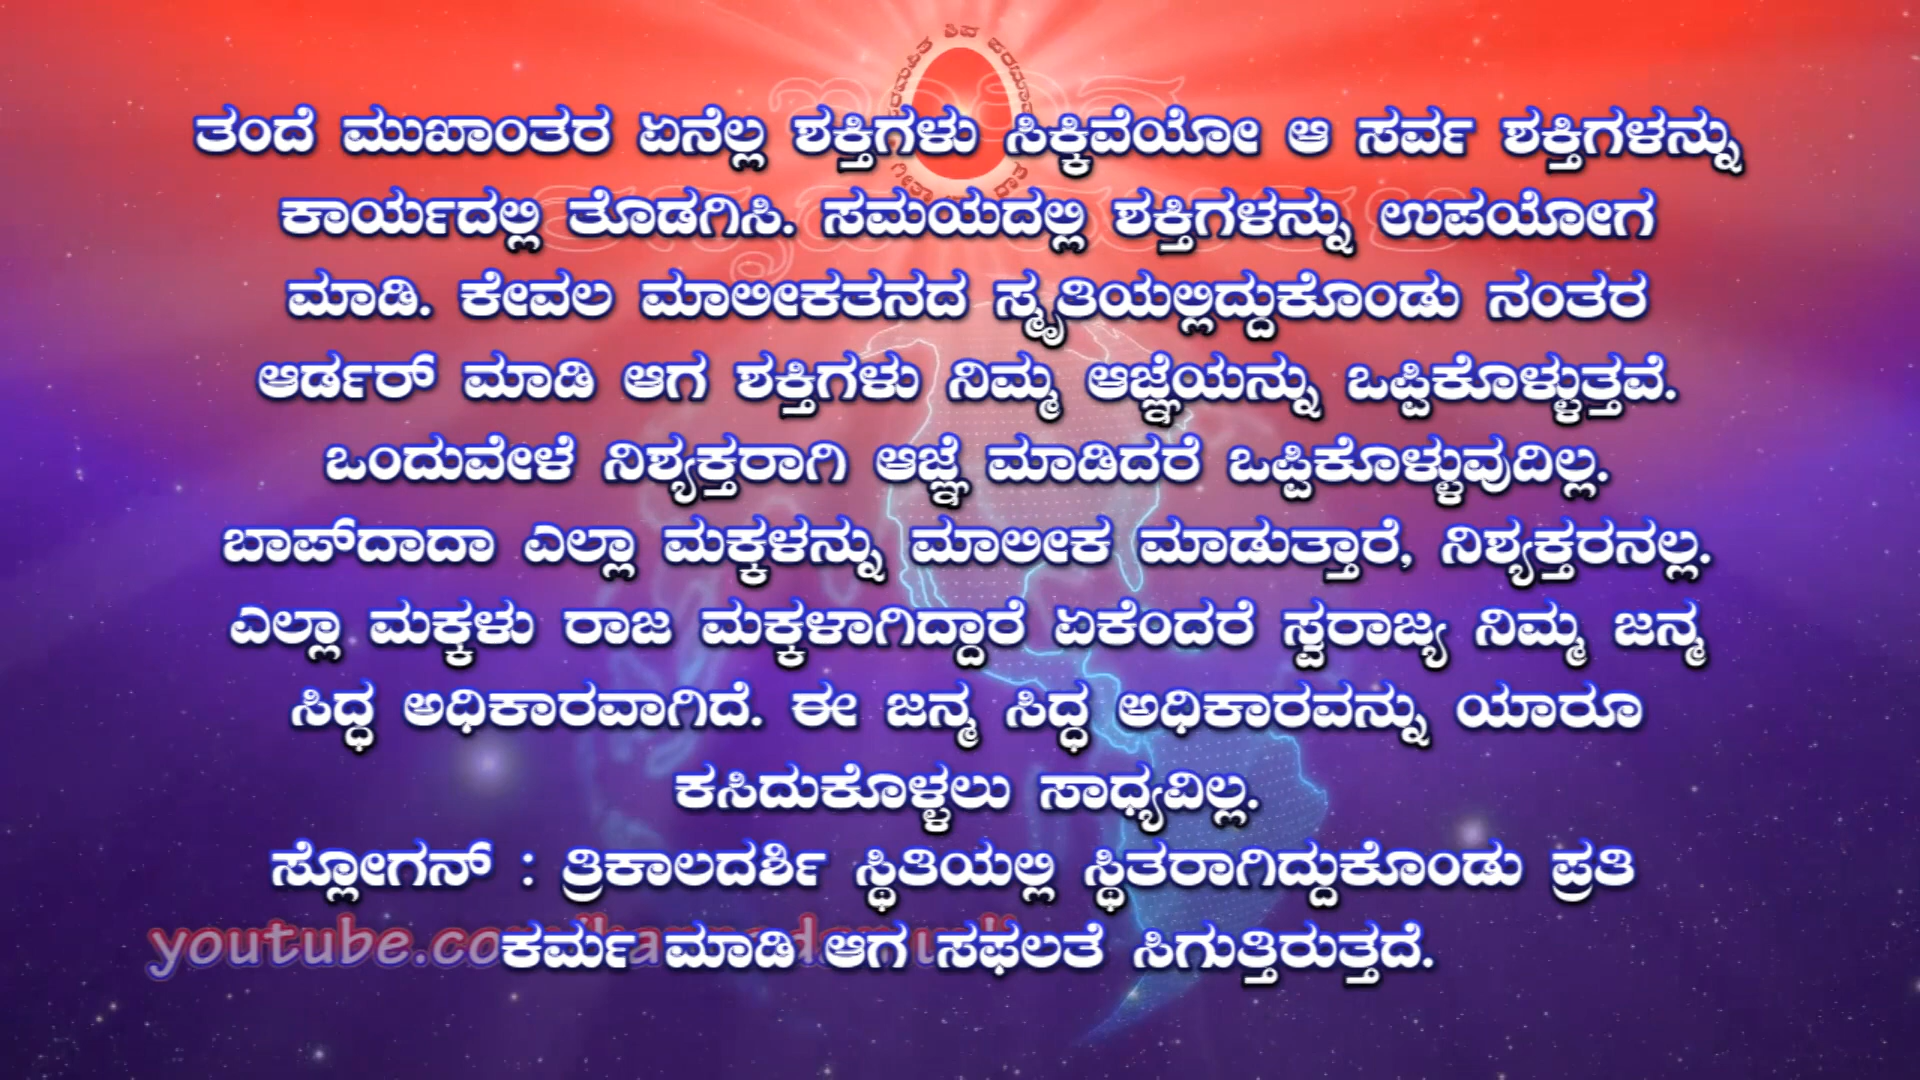 ತಂದೆ ಮುಖಾಂತರ ಏನೆಲ್ಲ ಶಕ್ತಿಗಳು ಸಿಕ್ಕಿವೆಯೋ ಆ ಸರ್ವ ಶಕ್ತಿಗಳನ್ನು
ಕಾರ್ಯದಲ್ಲಿ ತೊಡಗಿಸಿ. ಸಮಯದಲ್ಲಿ ಶಕ್ತಿಗಳನ್ನು ಉಪಯೋಗ
ಮಾಡಿ. ಕೇವಲ ಮಾಲೀಕತನದ ಸ್ಮೃತಿಯಲ್ಲಿದ್ದುಕೊಂಡು ನಂತರ
ಆರ್ಡರ್ ಮಾಡಿ ಆಗ ಶಕ್ತಿಗಳು ನಿಮ್ಮ ಆಜ್ಞೆಯನ್ನು ಒಪ್ಪಿಕೊಳ್ಳುತ್ತವೆ.
ಒಂದುವೇಳೆ ನಿಶ್ಯಕ್ತರಾಗಿ ಆಜ್ಞೆ ಮಾಡಿದರೆ ಒಪ್ಪಿಕೊಳ್ಳುವುದಿಲ್ಲ.
ಬಾಪ್‌ದಾದಾ ಎಲ್ಲಾ ಮಕ್ಕಳನ್ನು ಮಾಲೀಕ ಮಾಡುತ್ತಾರೆ, ನಿಶ್ಯಕ್ತರನಲ್ಲ.
ಎಲ್ಲಾ ಮಕ್ಕಳು ರಾಜ ಮಕ್ಕಳಾಗಿದ್ದಾರೆ ಏಕೆಂದರೆ ಸ್ವರಾಜ್ಯ ನಿಮ್ಮ ಜನ್ಮ
ಸಿದ್ಧ ಅಧಿಕಾರವಾಗಿದೆ. ಈ ಜನ್ಮ ಸಿದ್ಧ ಅಧಿಕಾರವನ್ನು ಯಾರೂ
ಕಸಿದುಕೊಳ್ಳಲು ಸಾಧ್ಯವಿಲ್ಲ.
ಸ್ಲೋಗನ್ : ತ್ರಿಕಾಲದರ್ಶಿ ಸ್ಥಿತಿಯಲ್ಲಿ ಸ್ಥಿತರಾಗಿದ್ದುಕೊಂಡು ಪ್ರತಿ
ಕರ್ಮ ಮಾಡಿ ಆಗ ಸಫಲತೆ ಸಿಗುತ್ತಿರುತ್ತದೆ.